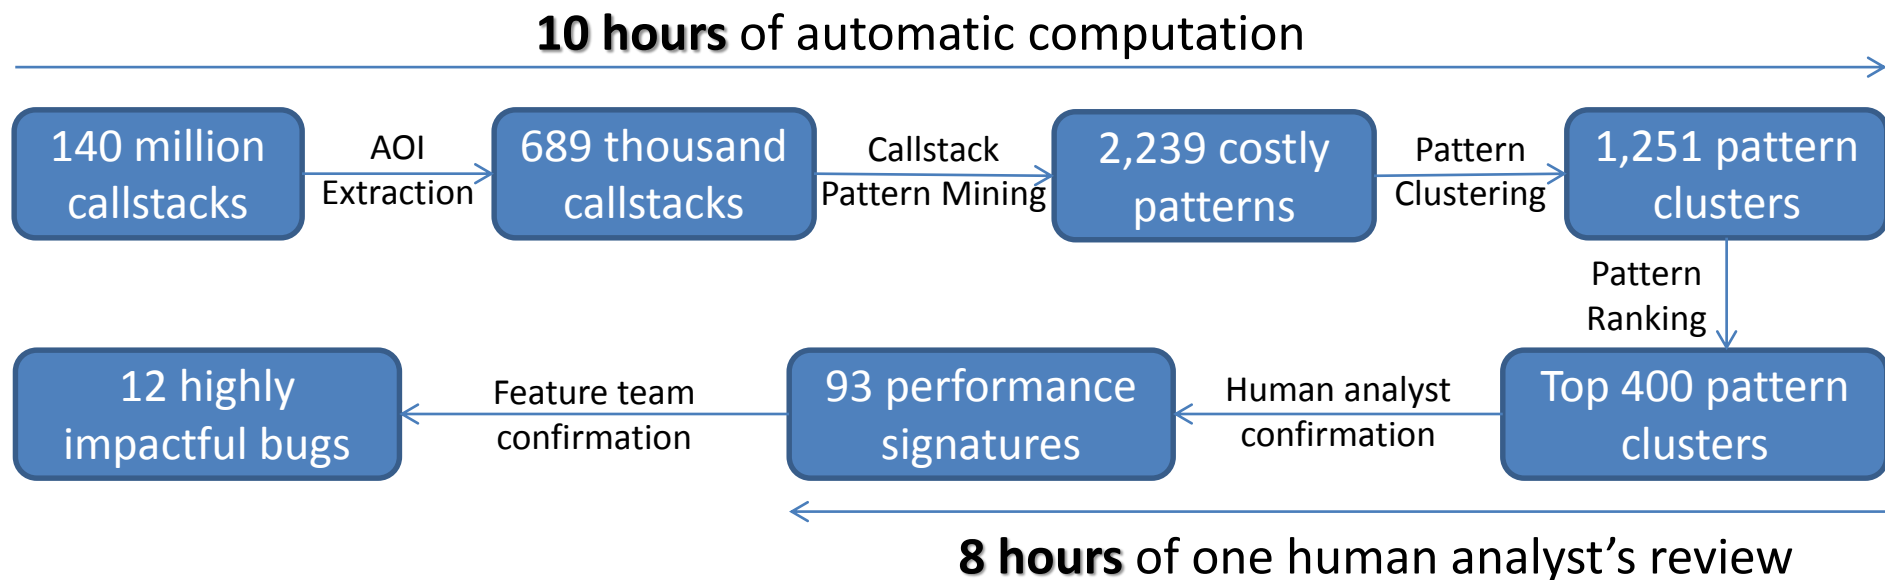 10 hours of automatic computation
140 million
callstacks
AOI
Extraction
689 thousand
callstacks
Callstack
Pattern Mining
2,239 costly
patterns
Pattern
Clustering
1,251 pattern
clusters
Pattern
Ranking
Top 400 pattern
clusters
Human analyst
confirmation
93 performance
signatures
Feature team
confirmation
12 highly
impactful bugs
8 hours of one human analyst's review